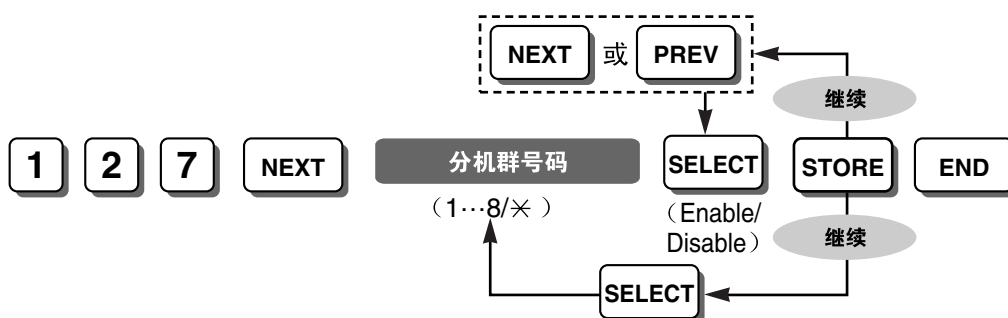 NEXT 或 PREV
继续
1 2 7 NEXT 分机群号码 SELECT STORE END
(1…8/✳)
(Enable/
Disable)
继续
SELECT